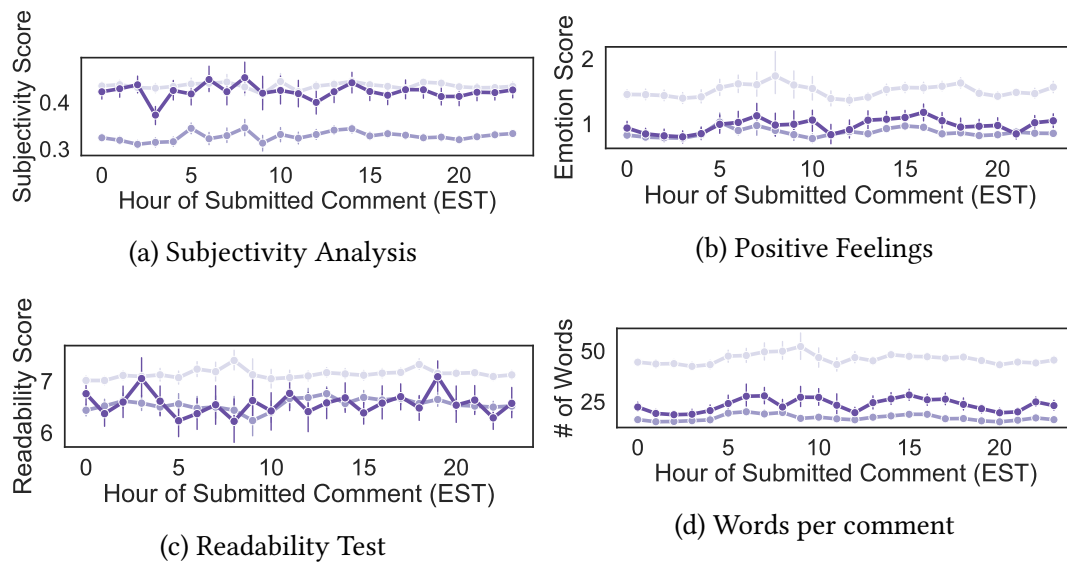 Subjectivity Score
0.4
0.3
0 5 10 15 20
Hour of Submitted Comment (EST)
(a) Subjectivity Analysis
Emotion Score
2
1
0 5 10 15 20
Hour of Submitted Comment (EST)
(b) Positive Feelings
Readability Score
7
6
0 5 10 15 20
Hour of Submitted Comment (EST)
(c) Readability Test
# of Words
50
25
0 5 10 15 20
Hour of Submitted Comment (EST)
(d) Words per comment